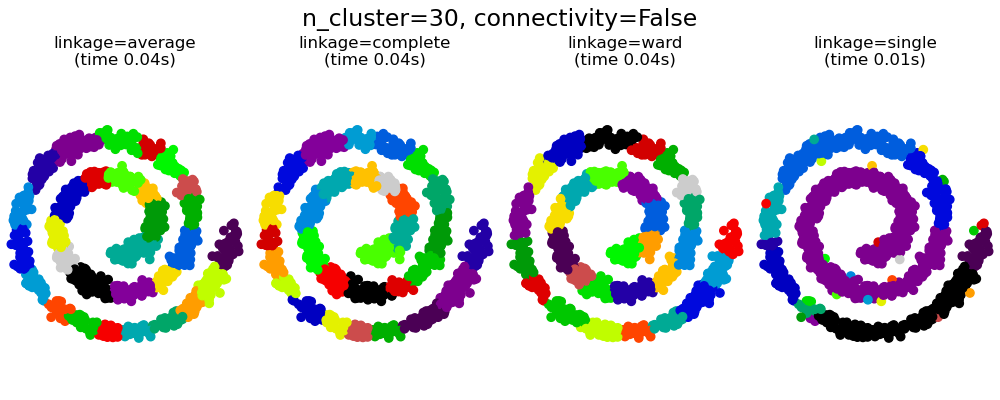 n_cluster=30, connectivity=False
linkage=average
(time 0.04s)
linkage=complete
(time 0.04s)
linkage=ward
(time 0.04s)
linkage=single
(time 0.01s)